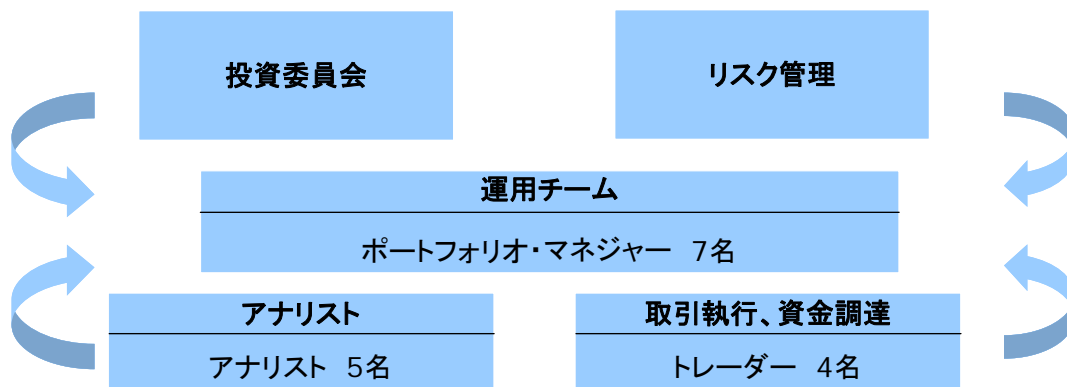 投資委員会
リスク管理
運用チーム
ポートフォリオ・マネジャー 7名
アナリスト
アナリスト 5名
取引執行、資金調達
トレーダー 4名